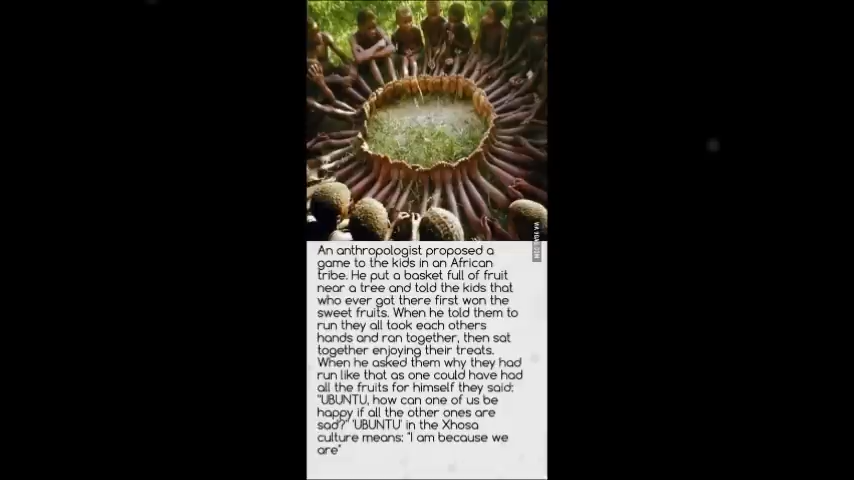 VIA 9GAG.COM
An anthropologist proposed a
game to the kids in an African
tribe. He put a basket full of fruit
near a tree and told the kids that
who ever got there first won the
sweet fruits. When he told them to
run they all took each others
hands and ran together, then sat
together enjoying their treats.
When he asked them why they had
run like that as one could have had
all the fruits for himself they said:
"UBUNTU, how can one of us be
happy if all the other ones are
sad?" 'UBUNTU' in the Xhosa
culture means: "I am because we
are"